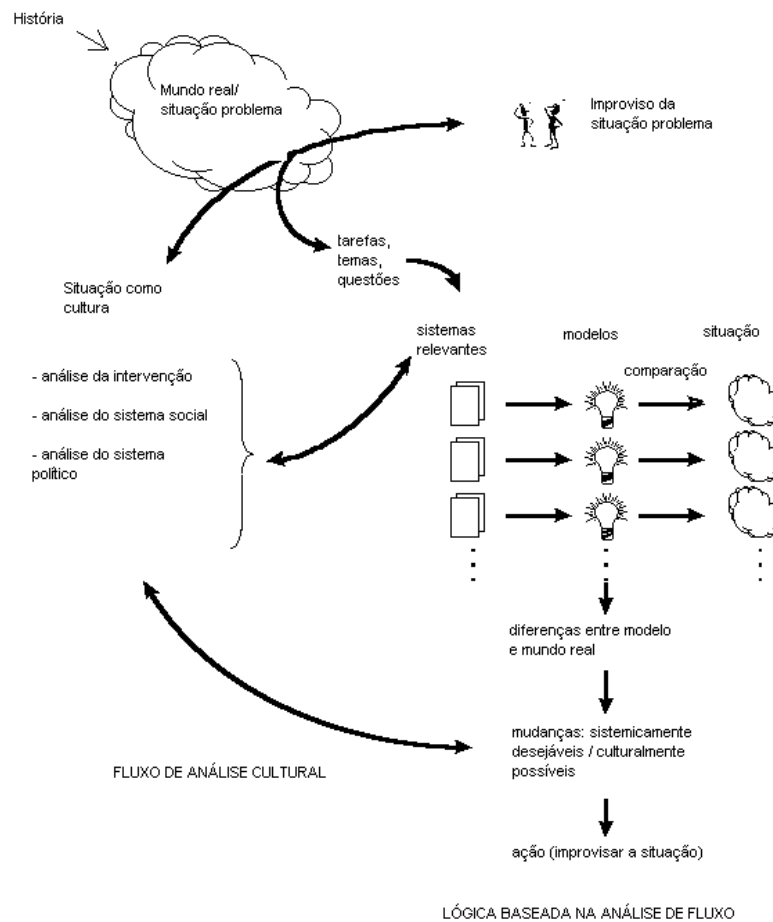 História
Mundo real/
situação problema
Improviso da
situação problema
tarefas,
temas,
questões
Situação como
cultura
sistemas
relevantes
modelos
situação
comparação
- análise da intervenção
- análise do sistema social
- análise do sistema
político
diferenças entre modelo
e mundo real
mudanças: sistemicamente
desejáveis / culturalmente
possíveis
FLUXO DE ANÁLISE CULTURAL
ação (improvisar a situação)
LÓGICA BASEADA NA ANÁLISE DE FLUXO